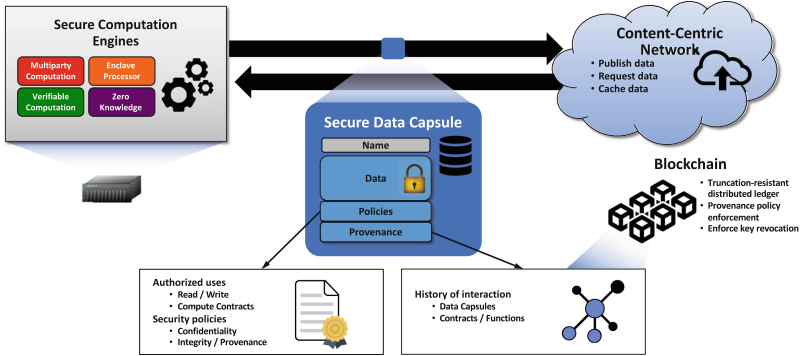 Secure Computation
Engines
Multiparty
Computation
Enclave
Processor
Verifiable
Computation
Zero
Knowledge
Content-Centric
Network
• Publish data
• Request data
• Cache data
Secure Data Capsule
Name
Data
Policies
Provenance
Blockchain
• Truncation-resistant
distributed ledger
• Provenance policy
enforcement
• Enforce key revocation
Authorized uses
• Read / Write
• Compute Contracts
Security policies
• Confidentiality
• Integrity / Provenance
History of interaction
• Data Capsules
• Contracts / Functions